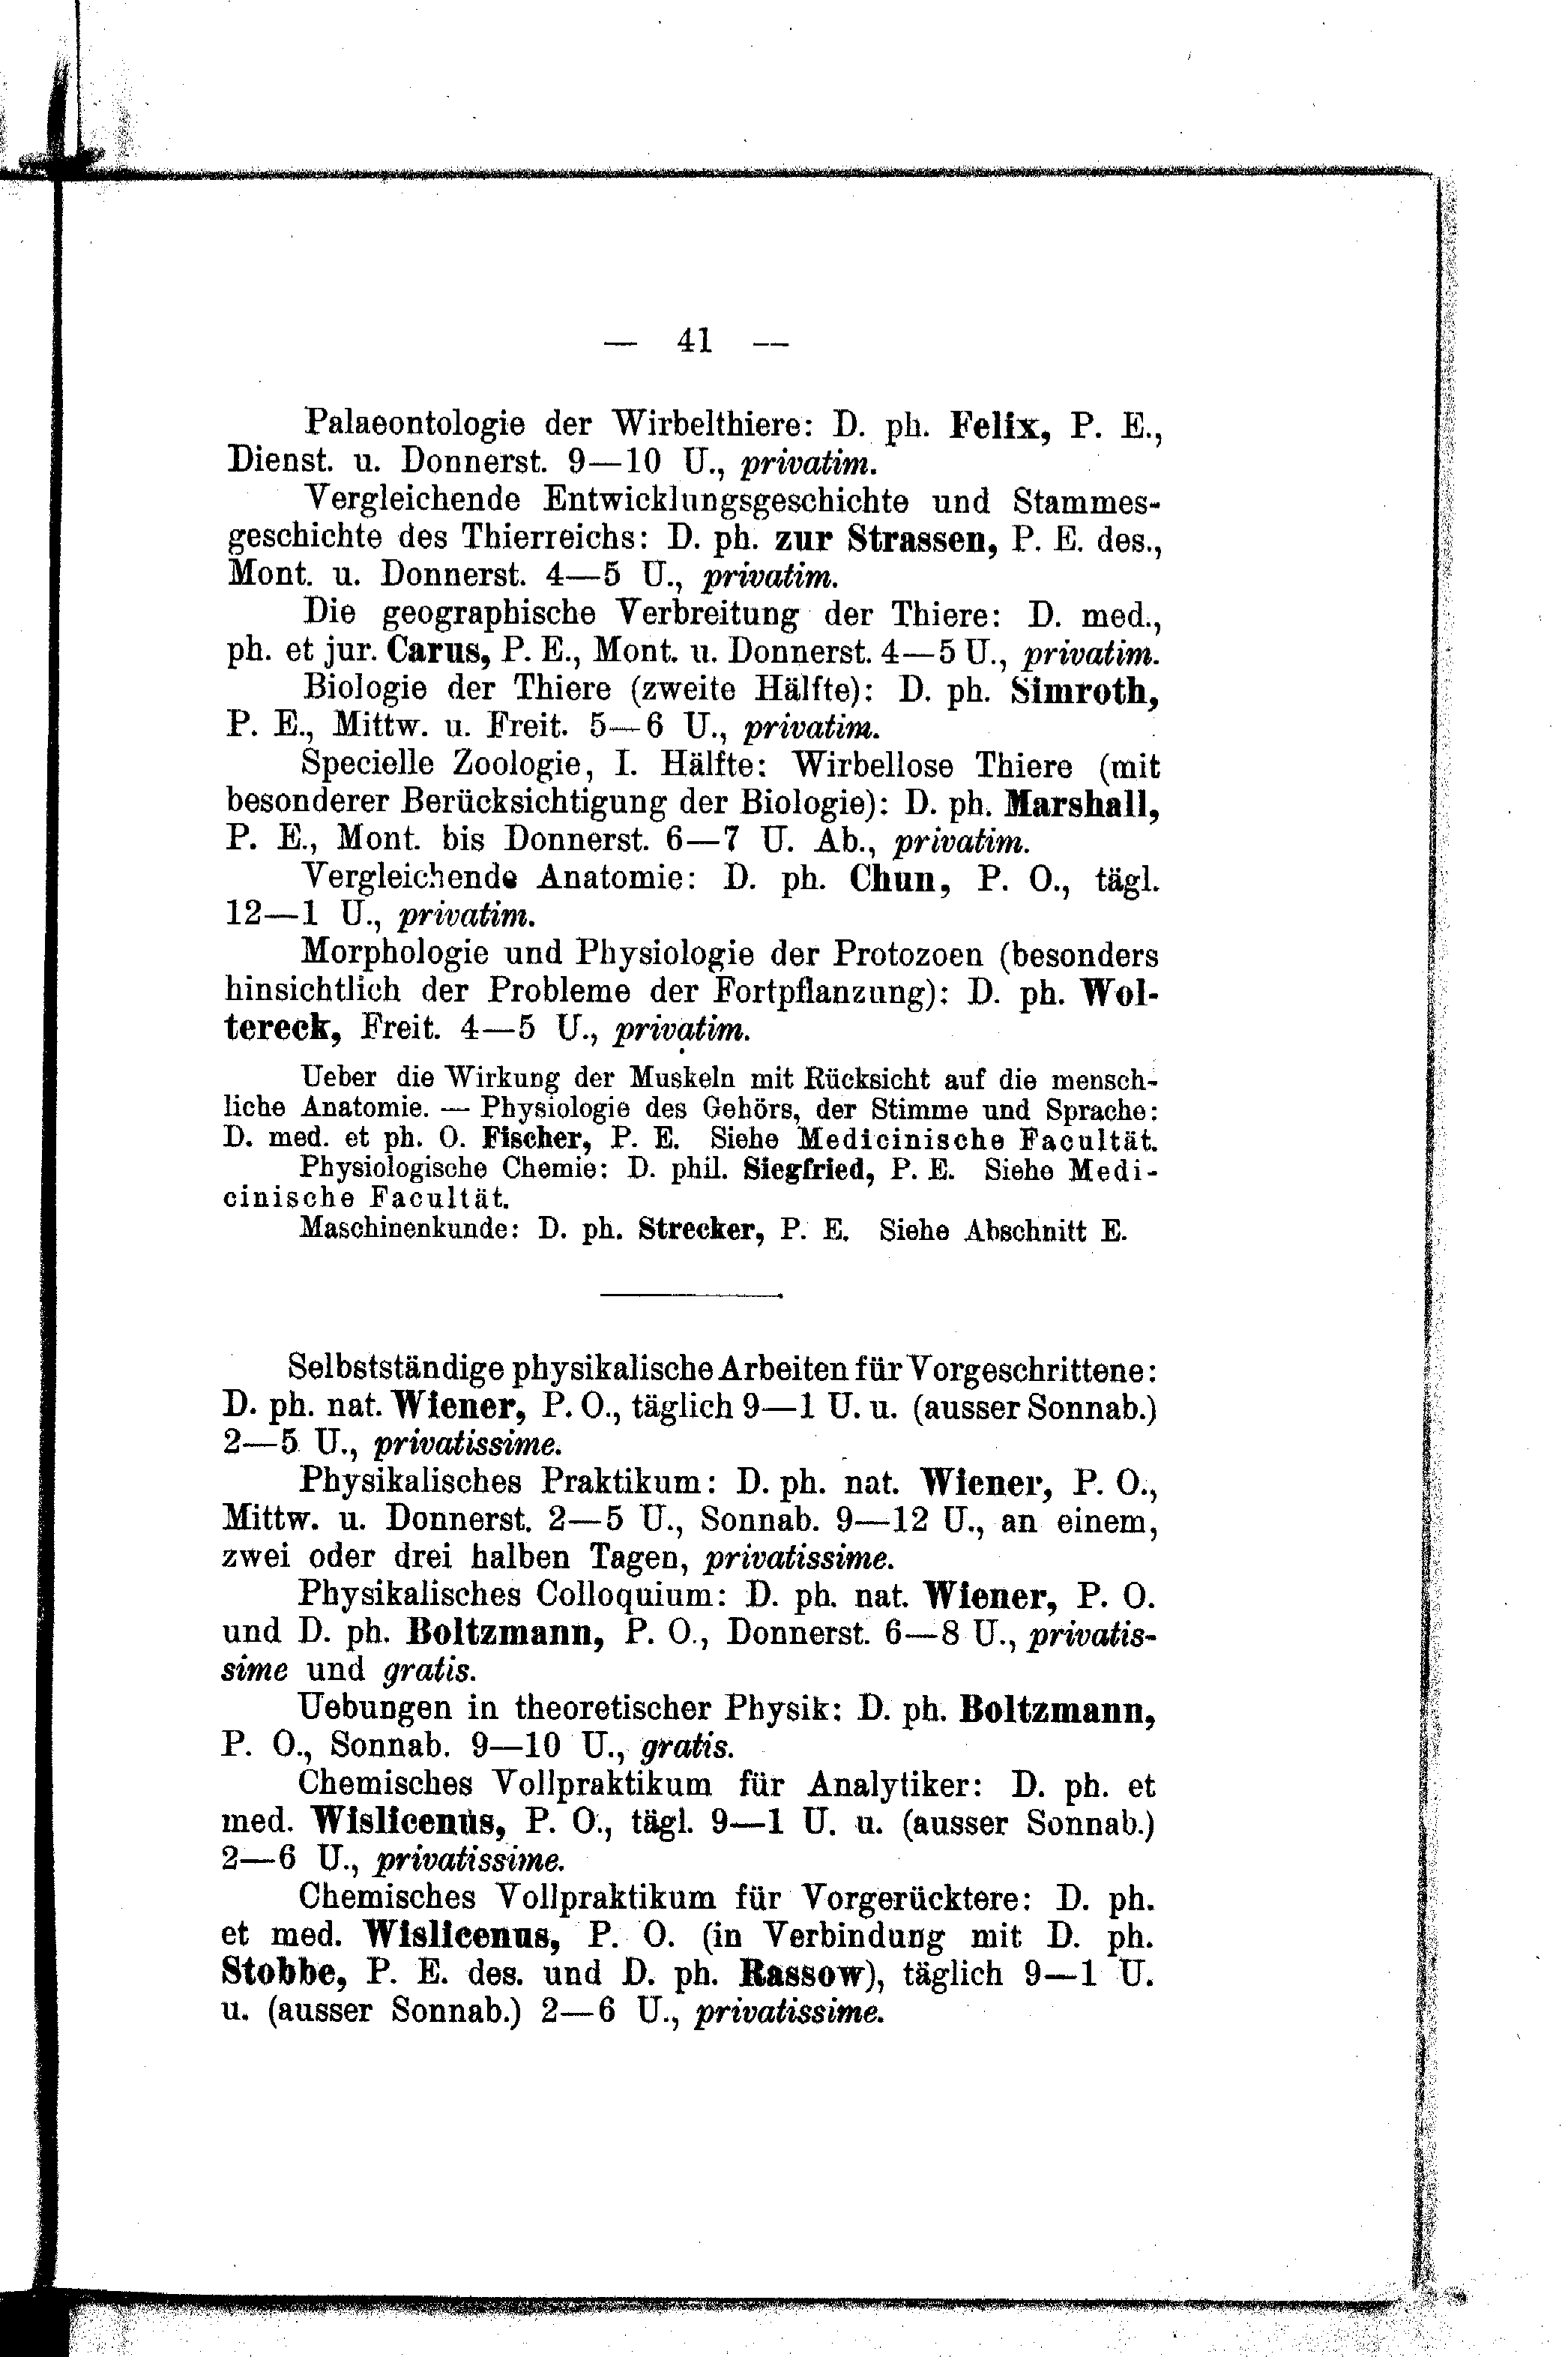 — 41 —
Palaeontologie der Wirbelthiere: D. ph. Felix, P. E.,
Dienst. u. Donnerst. 9—10 U., privatim.
Vergleichende Entwicklungsgeschichte und Stammes-
geschichte des Thierreichs: D. ph. zur Strassen, P. E. des.,
Mont. u. Donnerst. 4—5 U., privatim.
Die geographische Verbreitung der Thiere: D. med.,
ph. et jur. Carus, P. E., Mont. u. Donnerst. 4—5 U., privatim.
Biologie der Thiere (zweite Hälfte): D. ph. Simroth,
P. E., Mittw. u. Freit. 5—6 U., privatim.
Specielle Zoologie, I. Hälfte: Wirbellose Thiere (mit
besonderer Berücksichtigung der Biologie): D. ph. Marshall,
P. E., Mont. bis Donnerst. 6—7 U. Ab., privatim.
Vergleichende Anatomie: D. ph. Chun, P. O., tägl.
12—1 U., privatim.
Morphologie und Physiologie der Protozoen (besonders
hinsichtlich der Probleme der Fortpflanzung): D. ph. Wol-
tereck, Freit. 4—5 U., privatim.
Ueber die Wirkung der Muskeln mit Rücksicht auf die mensch-
liche Anatomie. — Physiologie des Gehörs, der Stimme und Sprache:
D. med. et ph. O. Fischer, P. E. Siehe Medicinische Facultät.
Physiologische Chemie: D. phil. Siegfried, P. E. Siehe Medi-
cinische Facultät.
Maschinenkunde: D. ph. Strecker, P. E. Siehe Abschnitt E.
Selbstständige physikalische Arbeiten für Vorgeschrittene:
D. ph. nat. Wiener, P. O., täglich 9—1 U. u. (ausser Sonnab.)
2—5 U., privatissime.
Physikalisches Praktikum: D. ph. nat. Wiener, P. O.,
Mittw. u. Donnerst. 2—5 U., Sonnab. 9—12 U., an einem,
zwei oder drei halben Tagen, privatissime.
Physikalisches Colloquium: D. ph. nat. Wiener, P. O.
und D. ph. Boltzmann, P. O., Donnerst. 6—8 U., privatis-
sime und gratis.
Uebungen in theoretischer Physik: D. ph. Boltzmann,
P. O., Sonnab. 9—10 U., gratis.
Chemisches Vollpraktikum für Analytiker: D. ph. et
med. Wislicenus, P. O., tägl. 9—1 U. u. (ausser Sonnab.)
2—6 U., privatissime.
Chemisches Vollpraktikum für Vorgerücktere: D. ph.
et med. Wislicenus, P. O. (in Verbindung mit D. ph.
Stobbe, P. E. des. und D. ph. Rassow), täglich 9—1 U.
u. (ausser Sonnab.) 2—6 U., privatissime.